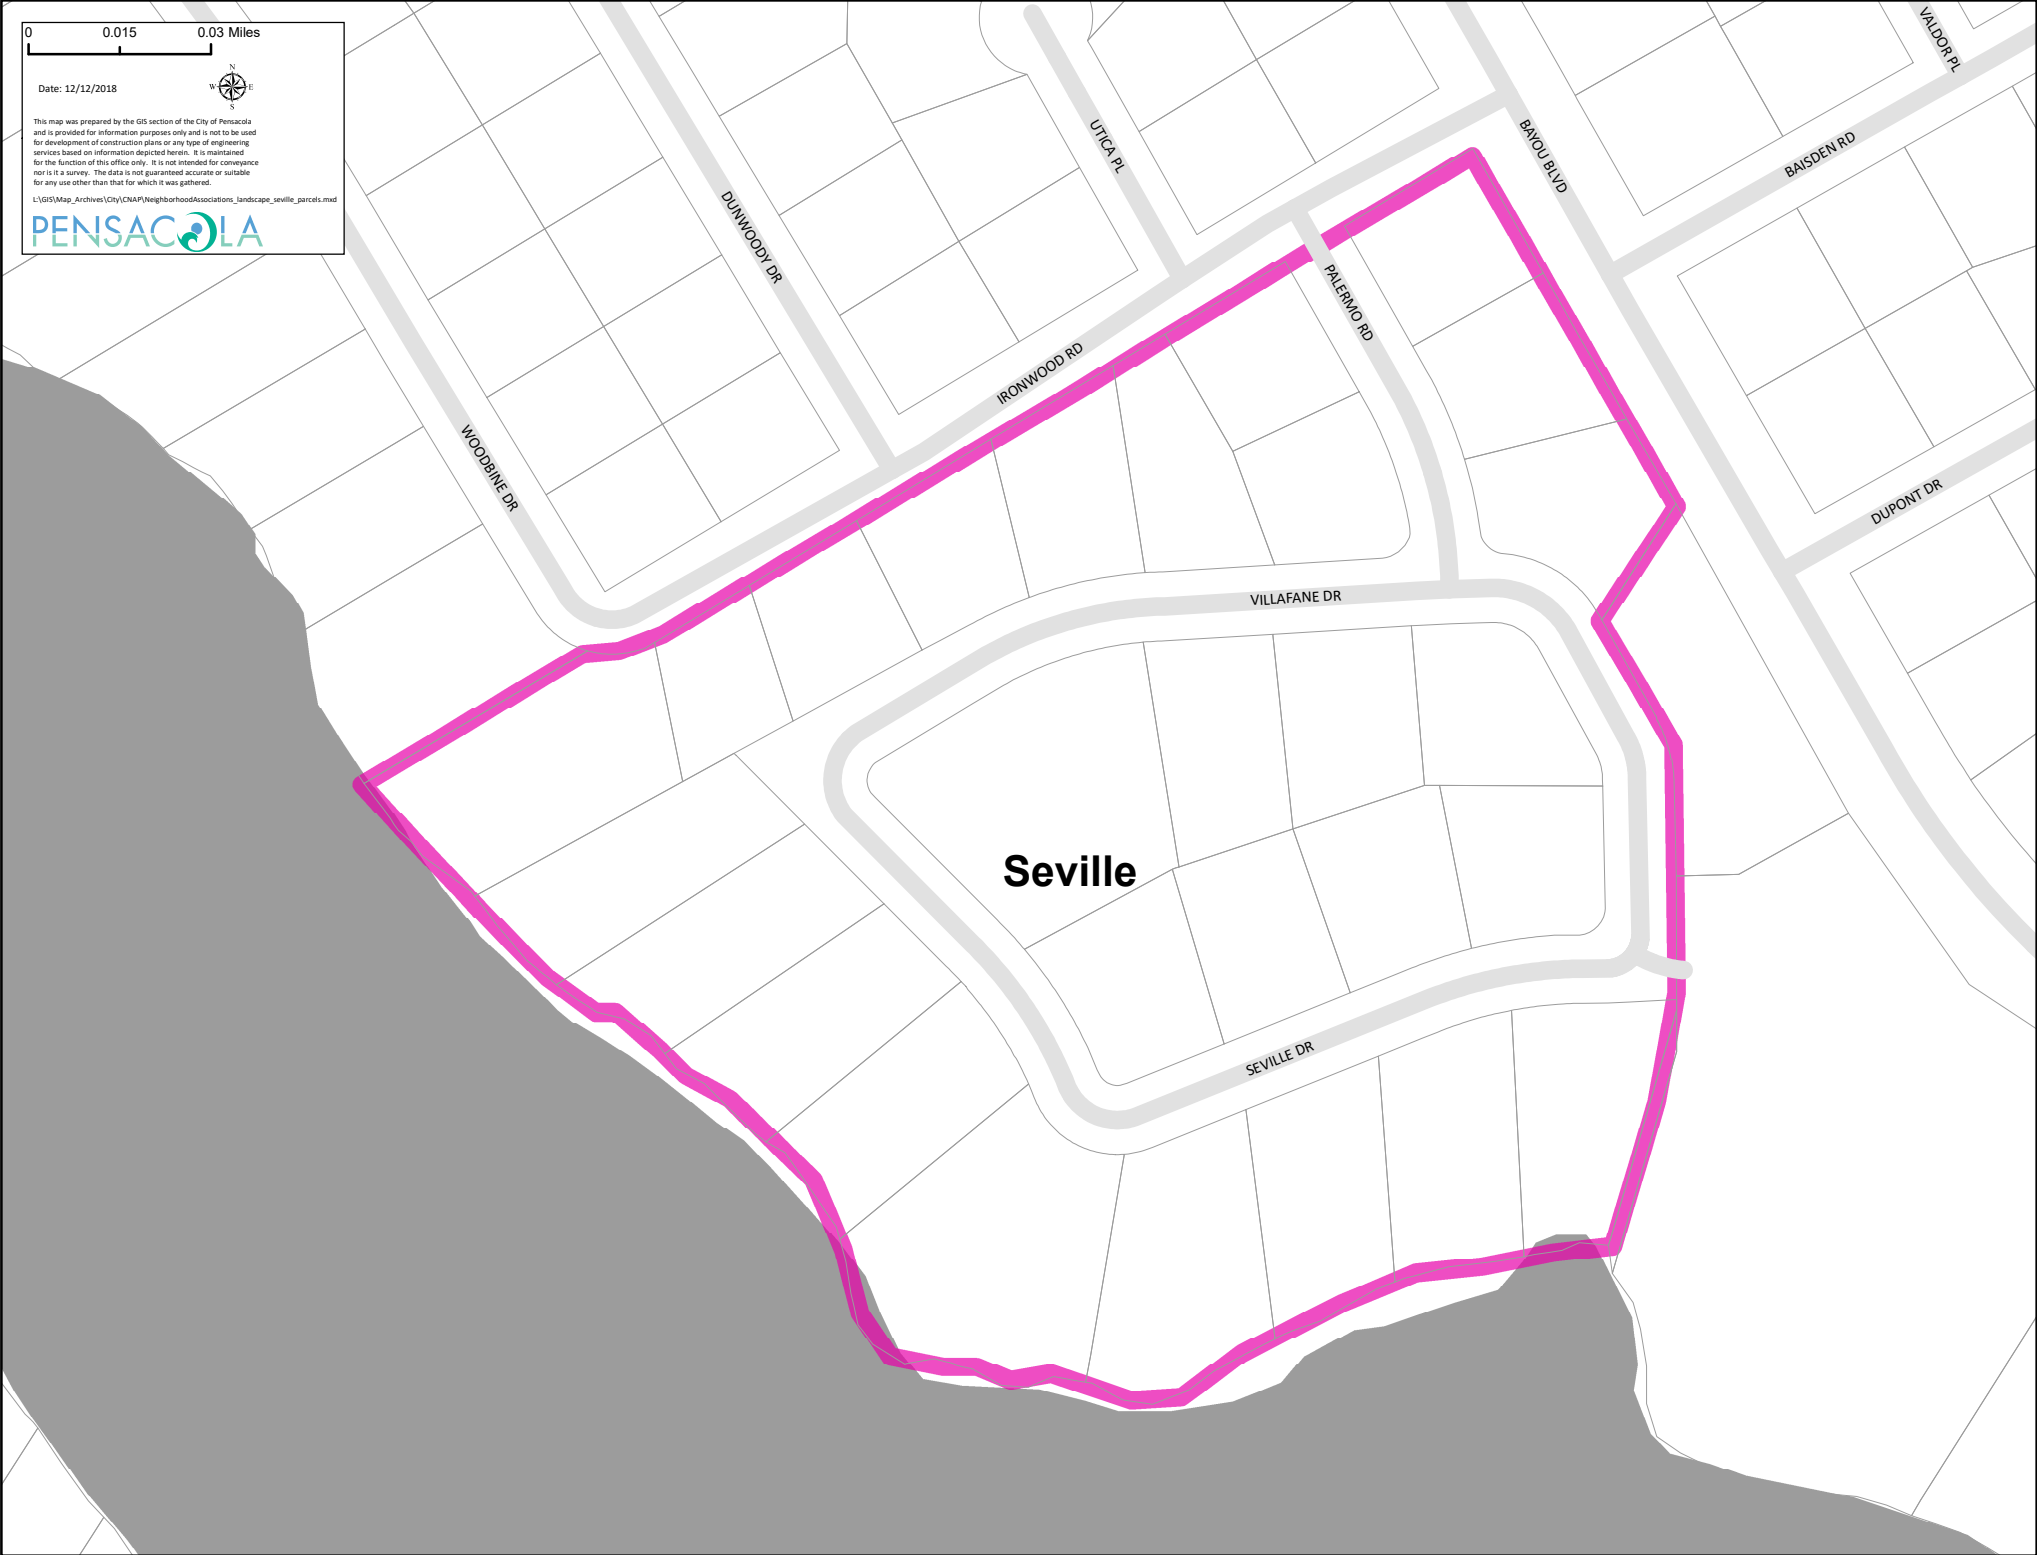 0 0.015 0.03 Miles
N
W E
S
Date: 12/12/2018
This map was prepared by the GIS section of the City of Pensacola
and is provided for information purposes only and is not to be used
for development of construction plans or any type of engineering
services based on information depicted herein. It is maintained
for the function of this office only. It is not intended for conveyance
nor is it a survey. The data is not guaranteed accurate or suitable
for any use other than that for which it was gathered.
L:\GIS\Map_Archives\City\CNAP\NeighborhoodAssociations_landscape_seville_parcels.mxd
PENSACOLA
VALDOR PL
UTICA PL
BAYOU BLVD
BAISDEN RD
DUNWOODY DR
PALERMO RD
IRONWOOD RD
WOODBINE DR
DUPONT DR
VILLAFANE DR
Seville
SEVILLE DR